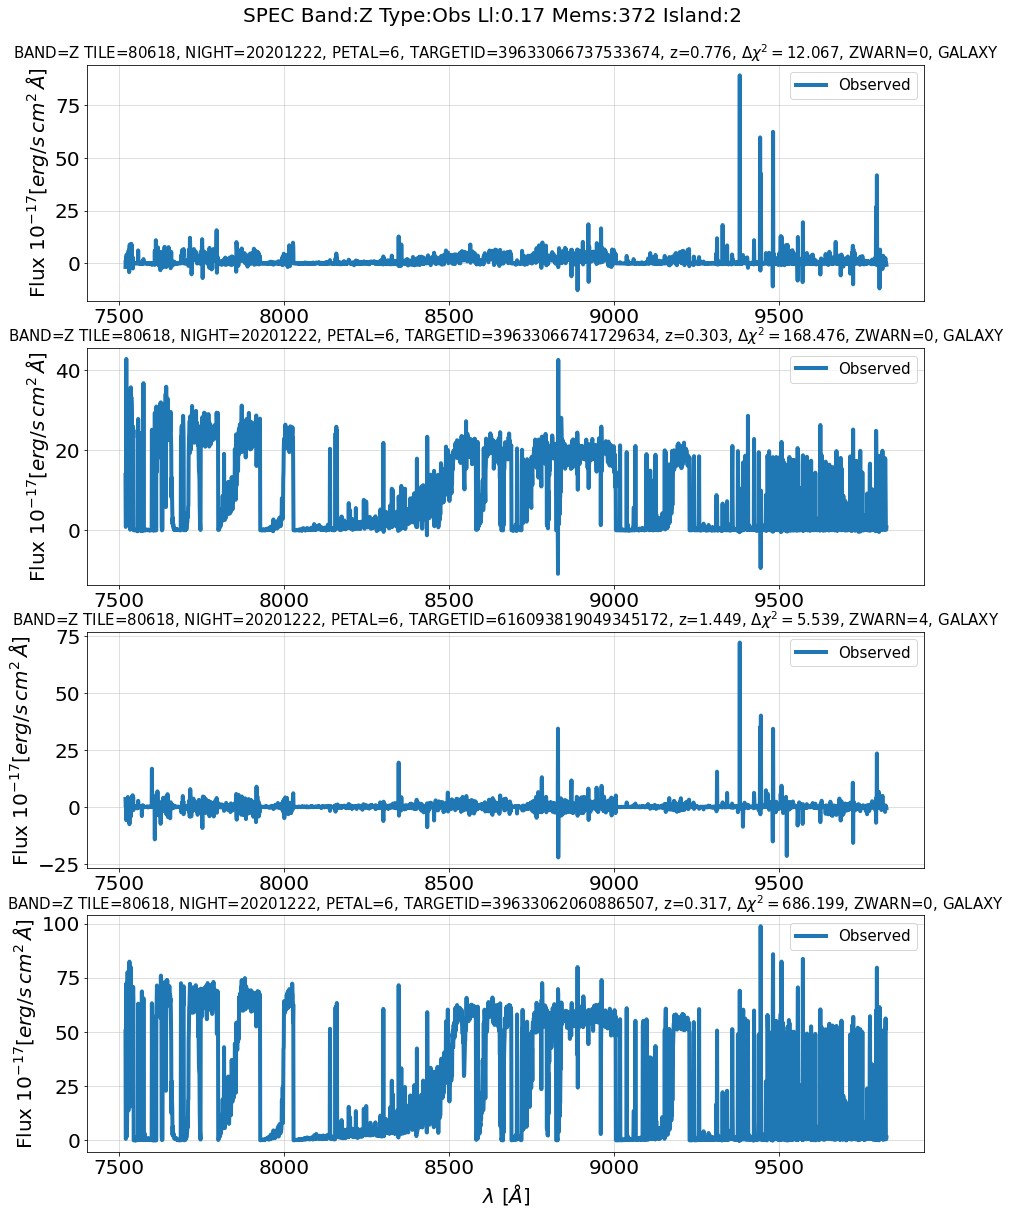 SPEC Band:Z Type:Obs Ll:0.17 Mems:372 Island:2
BAND=Z TILE=80618, NIGHT=20201222, PETAL=6, TARGETID=39633066737533674, z=0.776, Δχ² = 12.067, ZWARN=0, GALAXY
Flux 10⁻¹⁷[erg/s cm² Å]
75
50
25
0
Observed
7500 8000 8500 9000 9500
BAND=Z TILE=80618, NIGHT=20201222, PETAL=6, TARGETID=39633066741729634, z=0.303, Δχ² = 168.476, ZWARN=0, GALAXY
Flux 10⁻¹⁷[erg/s cm² Å]
40
20
0
Observed
7500 8000 8500 9000 9500
BAND=Z TILE=80618, NIGHT=20201222, PETAL=6, TARGETID=616093819049345172, z=1.449, Δχ² = 5.539, ZWARN=4, GALAXY
Flux 10⁻¹⁷[erg/s cm² Å]
75
50
25
0
−25
Observed
7500 8000 8500 9000 9500
BAND=Z TILE=80618, NIGHT=20201222, PETAL=6, TARGETID=39633062060886507, z=0.317, Δχ² = 686.199, ZWARN=0, GALAXY
Flux 10⁻¹⁷[erg/s cm² Å]
100
75
50
25
0
Observed
7500 8000 8500 9000 9500
λ [Å]